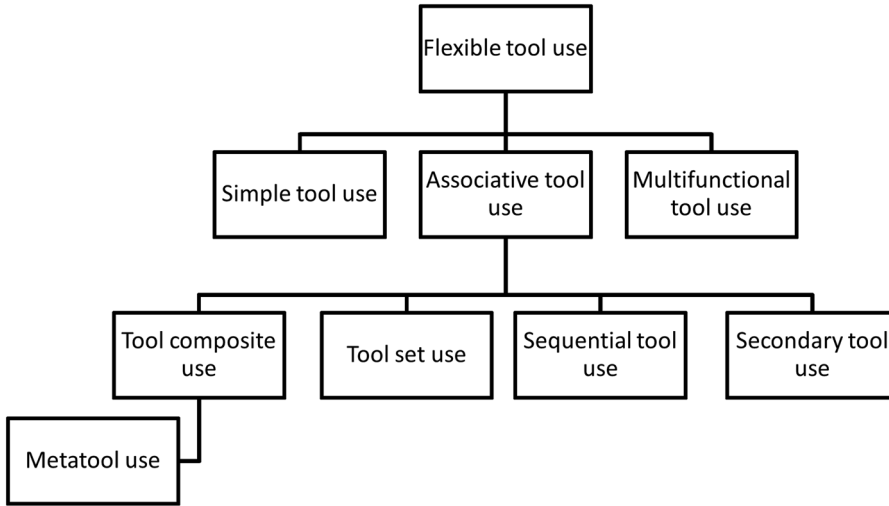 Flexible tool use
Simple tool use
Associative tool
use
Multifunctional
tool use
Tool composite
use
Tool set use
Sequential tool
use
Secondary tool
use
Metatool use